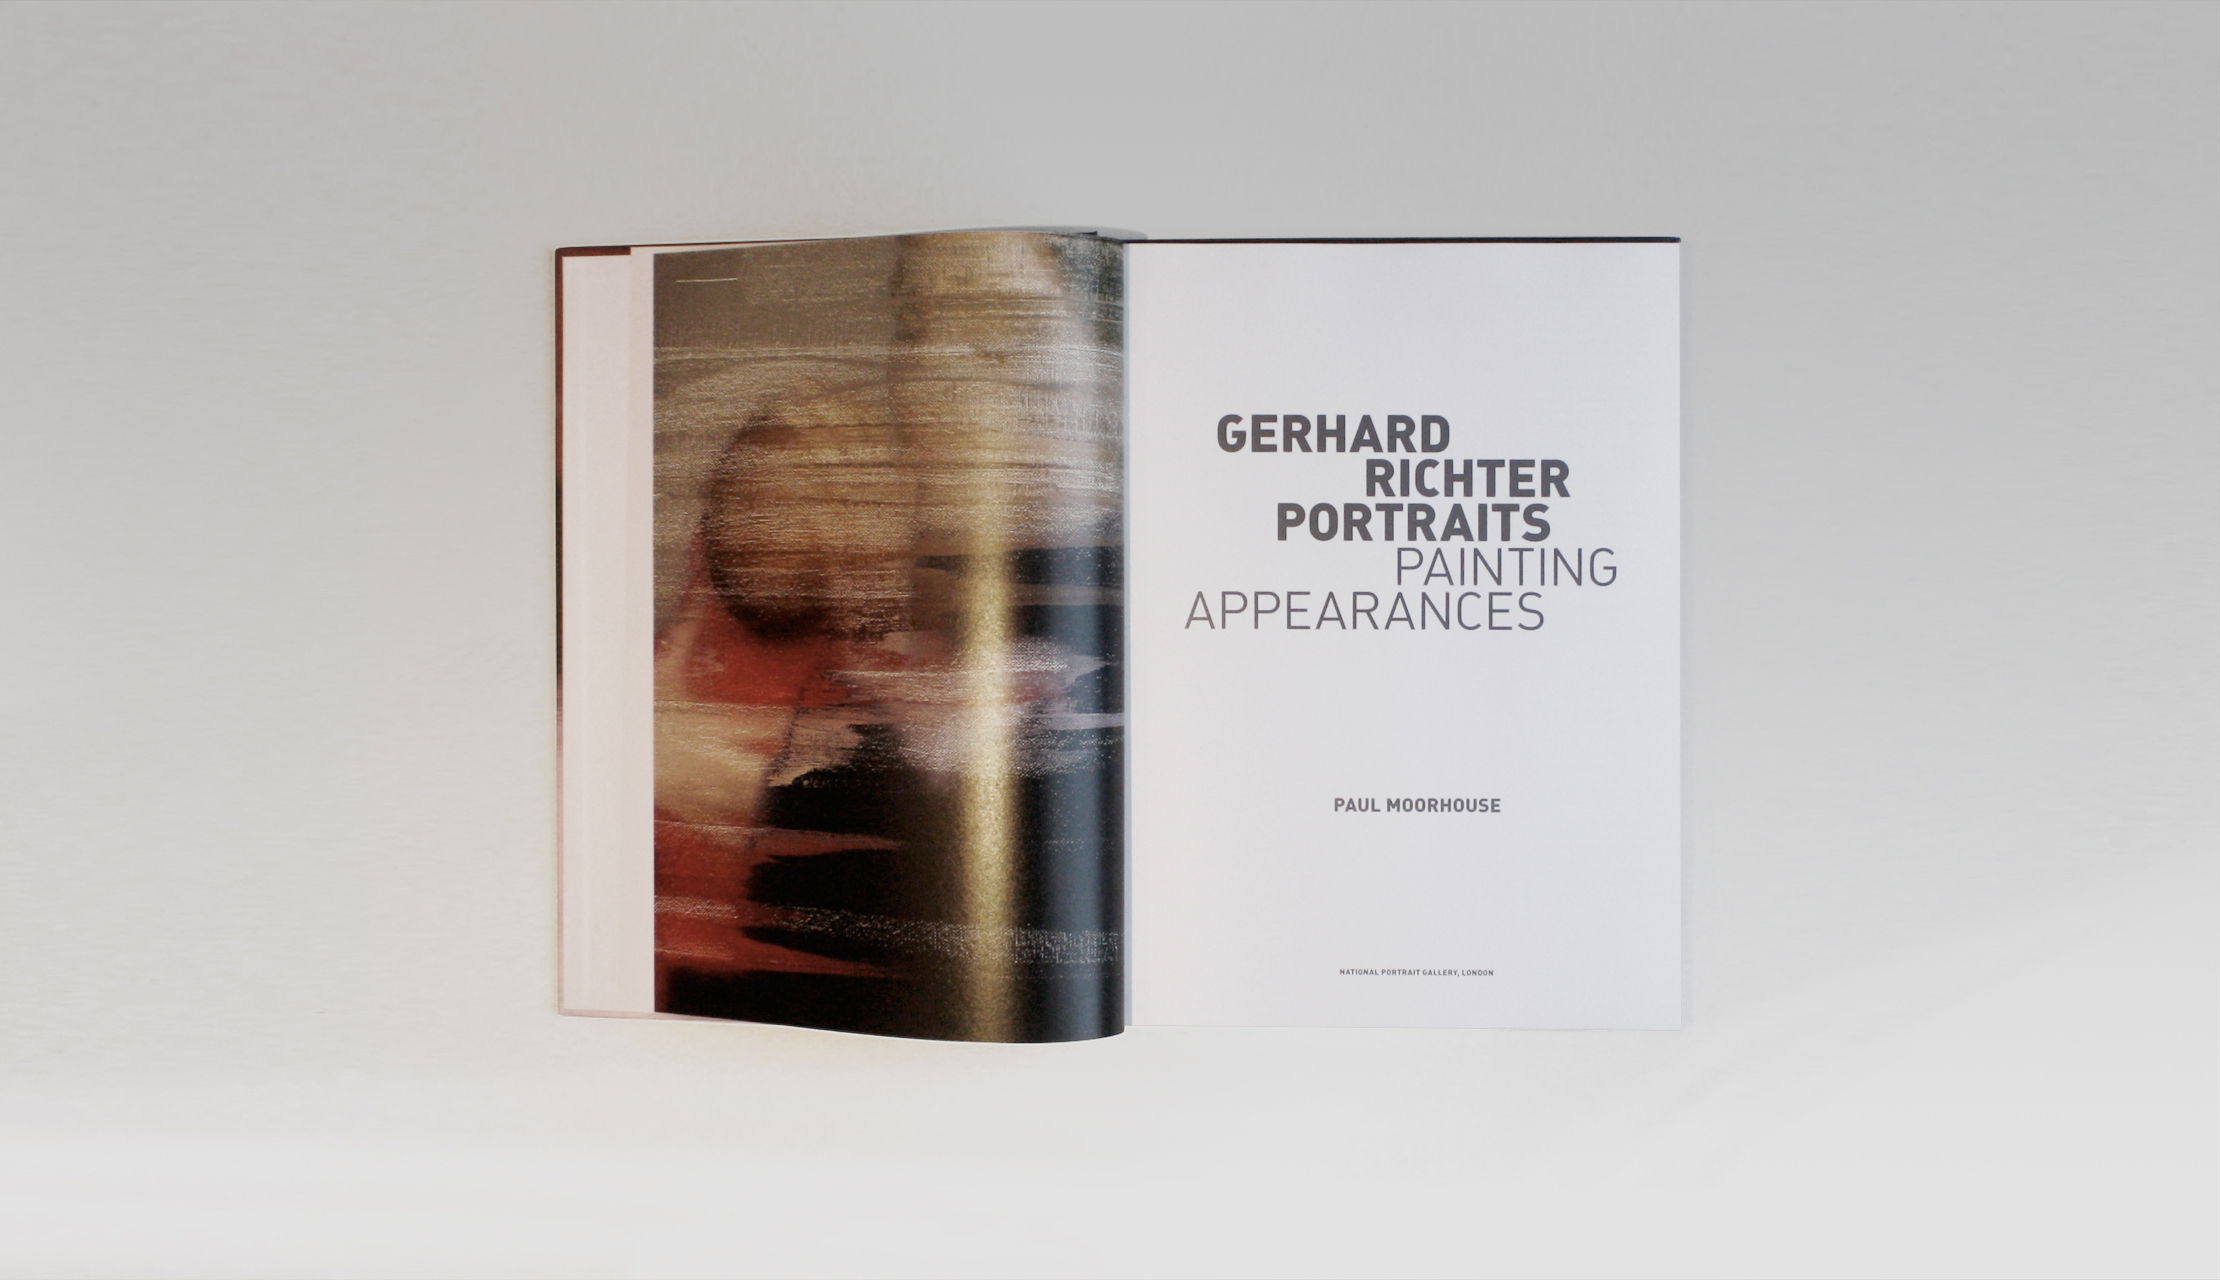 GERHARD
RICHTER
PORTRAITS
PAINTING
APPEARANCES
PAUL MOORHOUSE
NATIONAL PORTRAIT GALLERY, LONDON